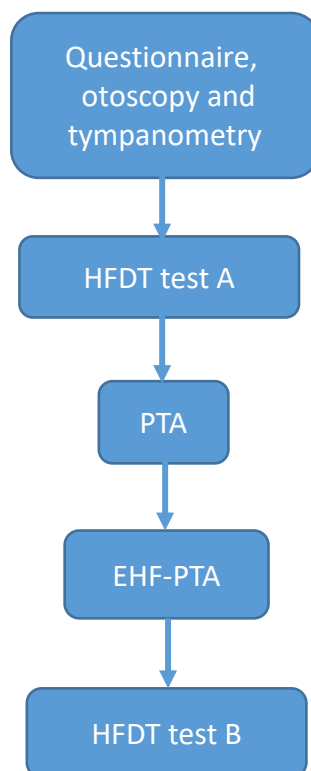 Questionnaire,
otoscopy and
tympanometry
HFDT test A
PTA
EHF-PTA
HFDT test B